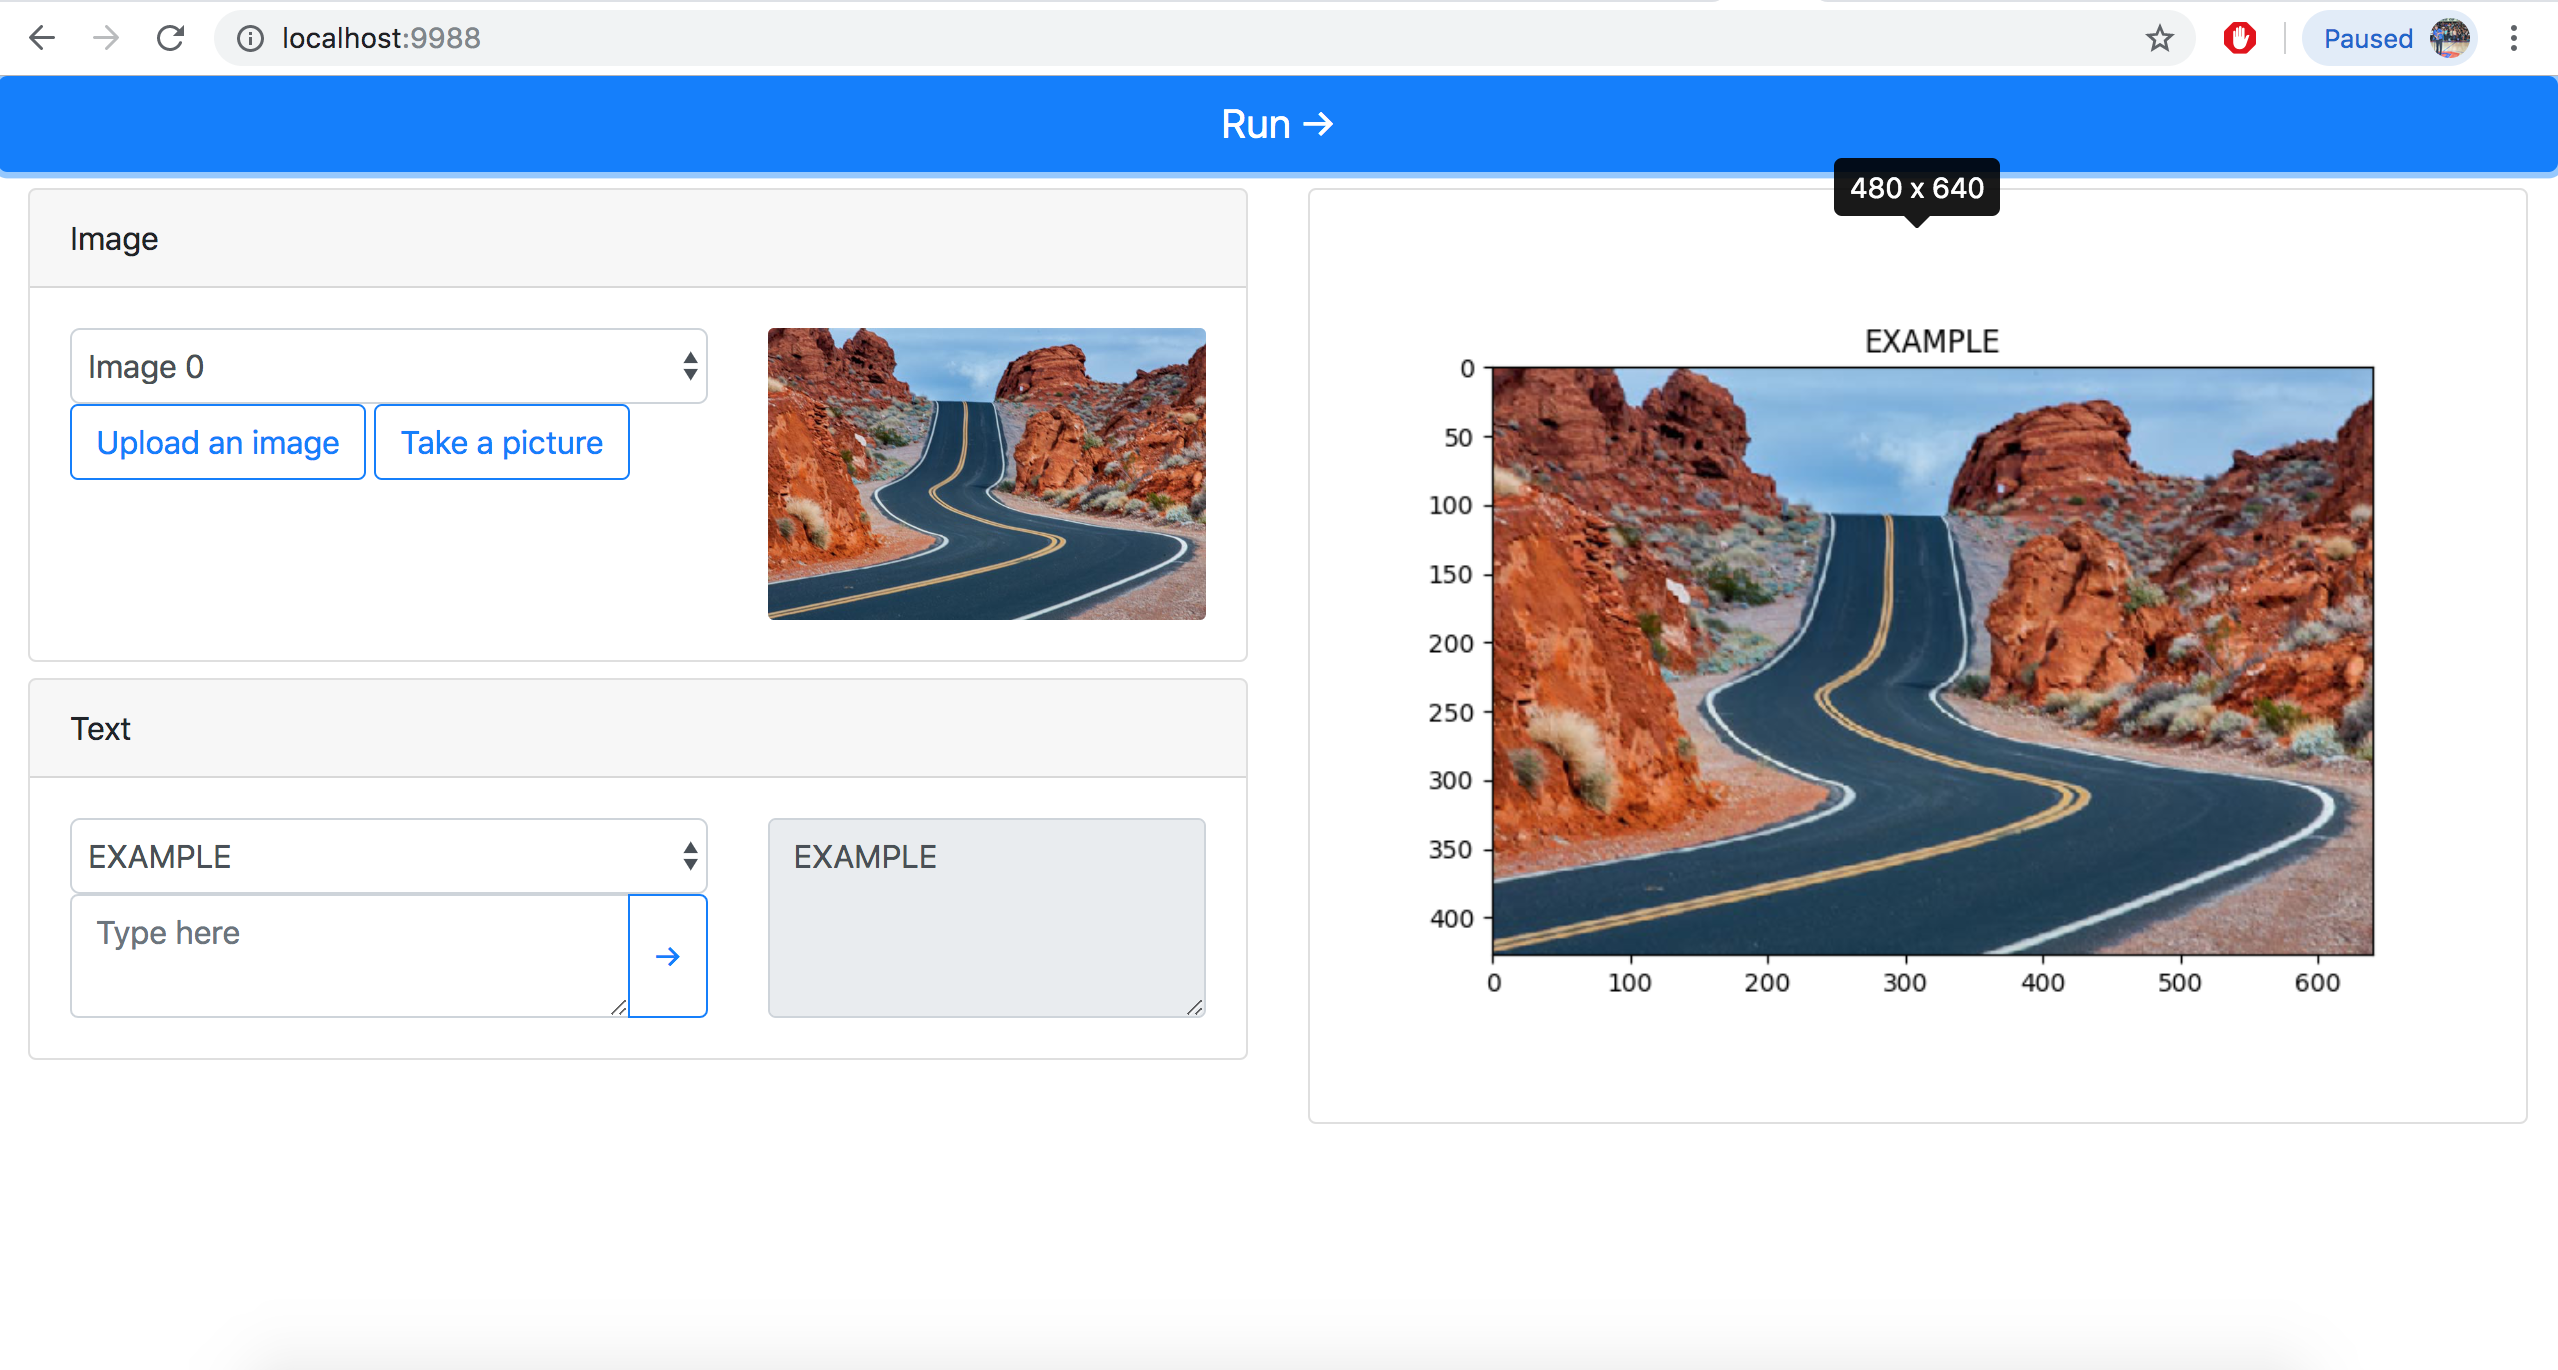 localhost:9988
Paused
Run →
480 x 640
Image
Image 0
Upload an image
Take a picture
Text
EXAMPLE
EXAMPLE
Type here
→
EXAMPLE
0
50
100
150
200
250
300
350
400
0 100 200 300 400 500 600